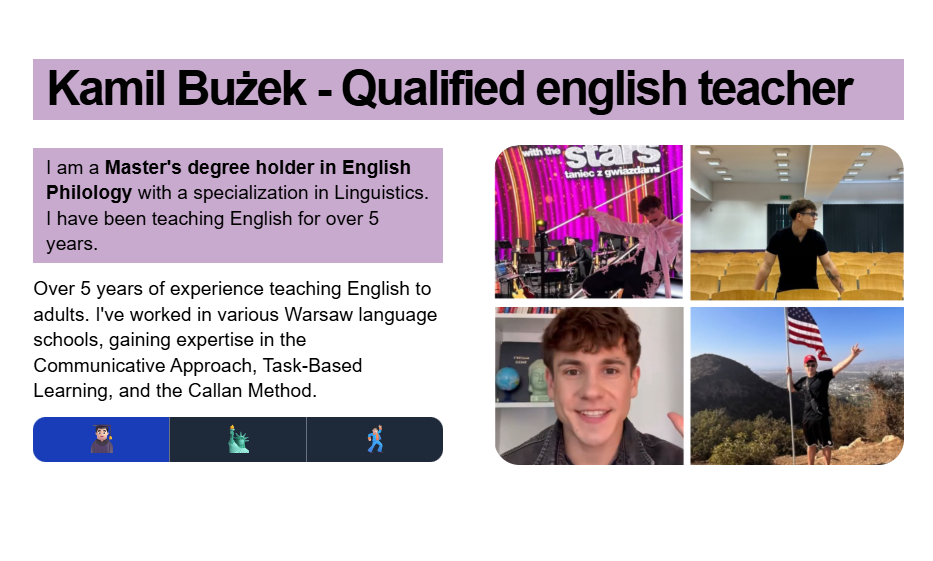 Kamil Bużek - Qualified english teacher
I am a Master's degree holder in English
Philology with a specialization in Linguistics.
I have been teaching English for over 5
years.
Over 5 years of experience teaching English to
adults. I've worked in various Warsaw language
schools, gaining expertise in the
Communicative Approach, Task-Based
Learning, and the Callan Method.
with the
stars
taniec z gwiazdami